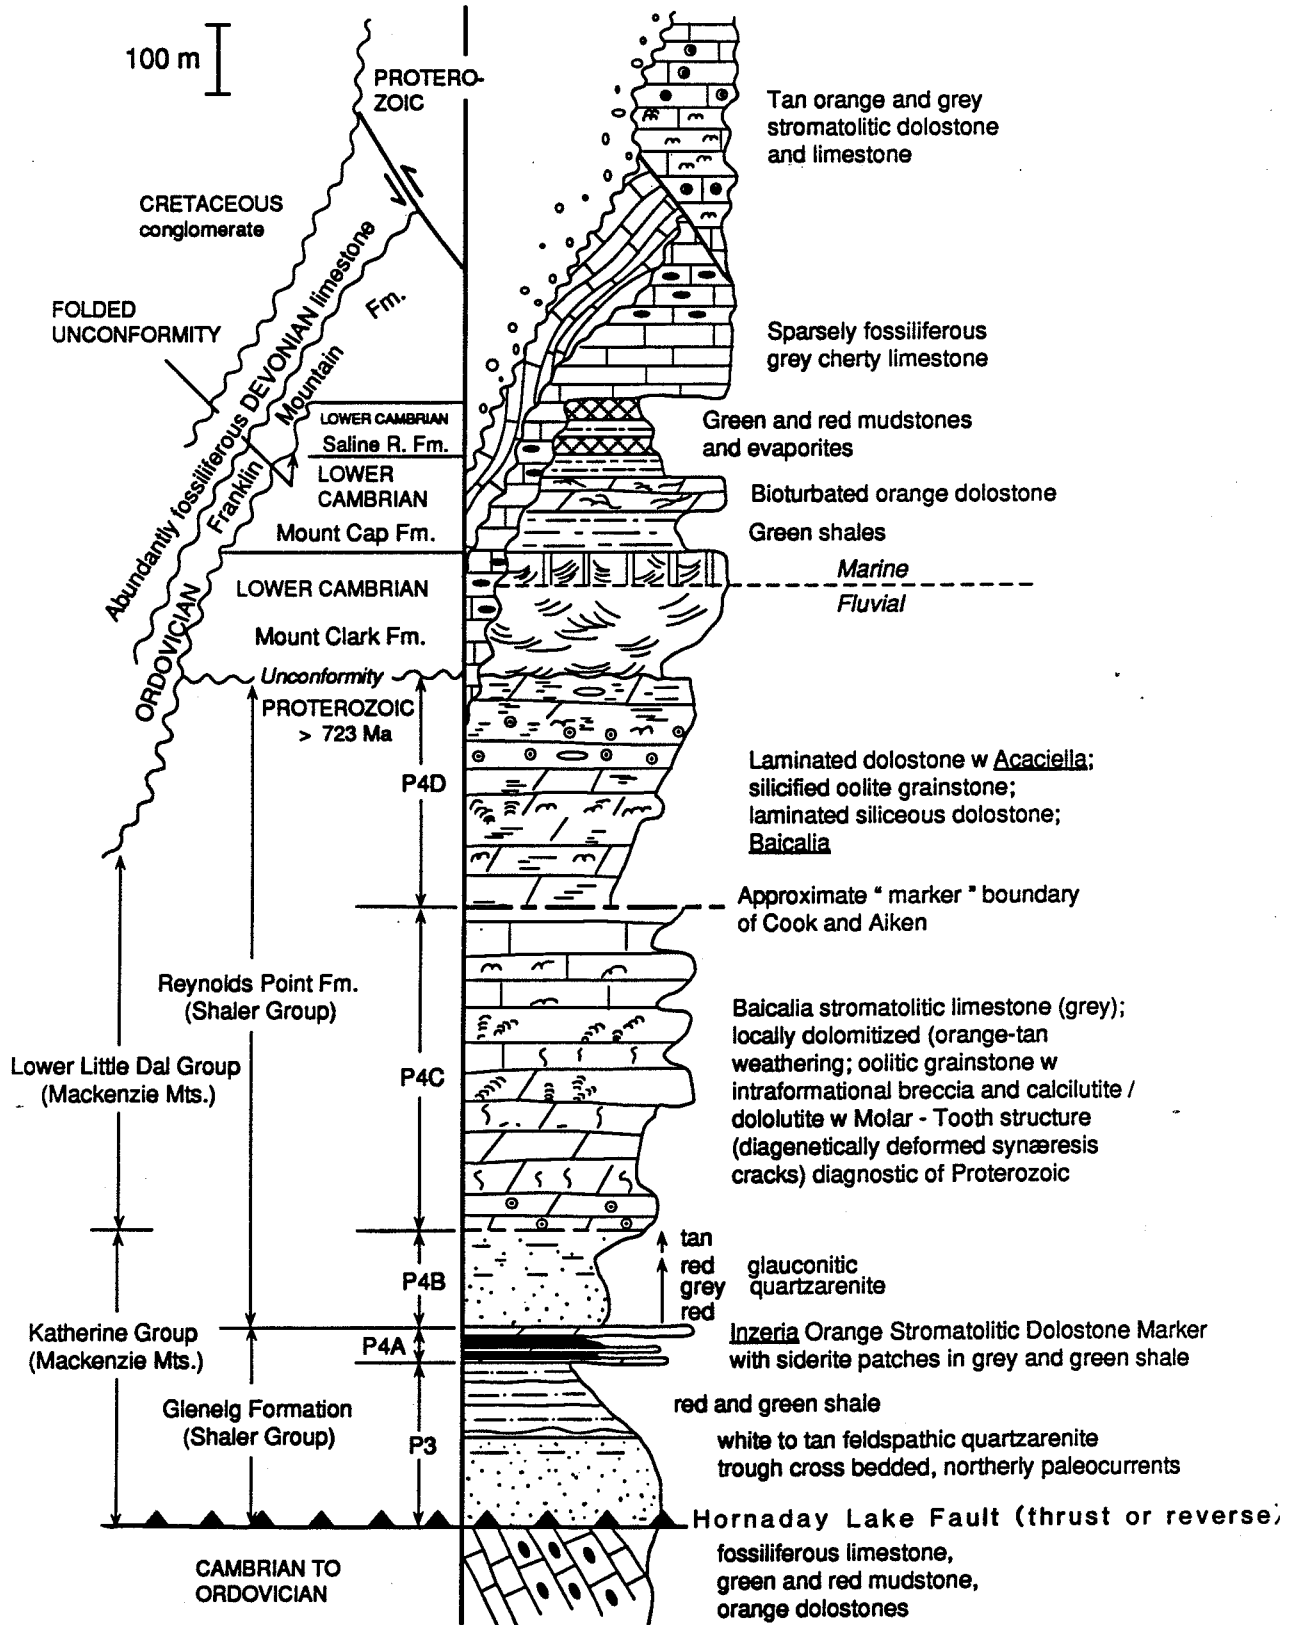 100 m
PROTERO-
ZOIC
Tan orange and grey
stromatolitic dolostone
and limestone
CRETACEOUS
conglomerate
FOLDED
UNCONFORMITY
Abundantly fossiliferous DEVONIAN limestone
ORDOVICIAN Franklin Mountain Fm.
Sparsely fossiliferous
grey cherty limestone
LOWER CAMBRIAN
Saline R. Fm.
Green and red mudstones
and evaporites
LOWER
CAMBRIAN
Mount Cap Fm.
Bioturbated orange dolostone
Green shales
Marine
Fluvial
LOWER CAMBRIAN
Mount Clark Fm.
Unconformity
PROTEROZOIC
> 723 Ma
P4D
Laminated dolostone w Acaciella;
silicified oolite grainstone;
laminated siliceous dolostone;
Baicalia
Approximate " marker " boundary
of Cook and Aiken
Reynolds Point Fm.
(Shaler Group)
Lower Little Dal Group
(Mackenzie Mts.)
P4C
Baicalia stromatolitic limestone (grey);
locally dolomitized (orange-tan
weathering; oolitic grainstone w
intraformational breccia and calcilutite /
dololutite w Molar - Tooth structure
(diagenetically deformed synæresis
cracks) diagnostic of Proterozoic
P4B
tan
red glauconitic
grey quartzarenite
red
Katherine Group
(Mackenzie Mts.)
P4A
Inzeria Orange Stromatolitic Dolostone Marker
with siderite patches in grey and green shale
Glenelg Formation
(Shaler Group)
P3
red and green shale
white to tan feldspathic quartzarenite
trough cross bedded, northerly paleocurrents
Hornaday Lake Fault (thrust or reverse)
CAMBRIAN TO
ORDOVICIAN
fossiliferous limestone,
green and red mudstone,
orange dolostones